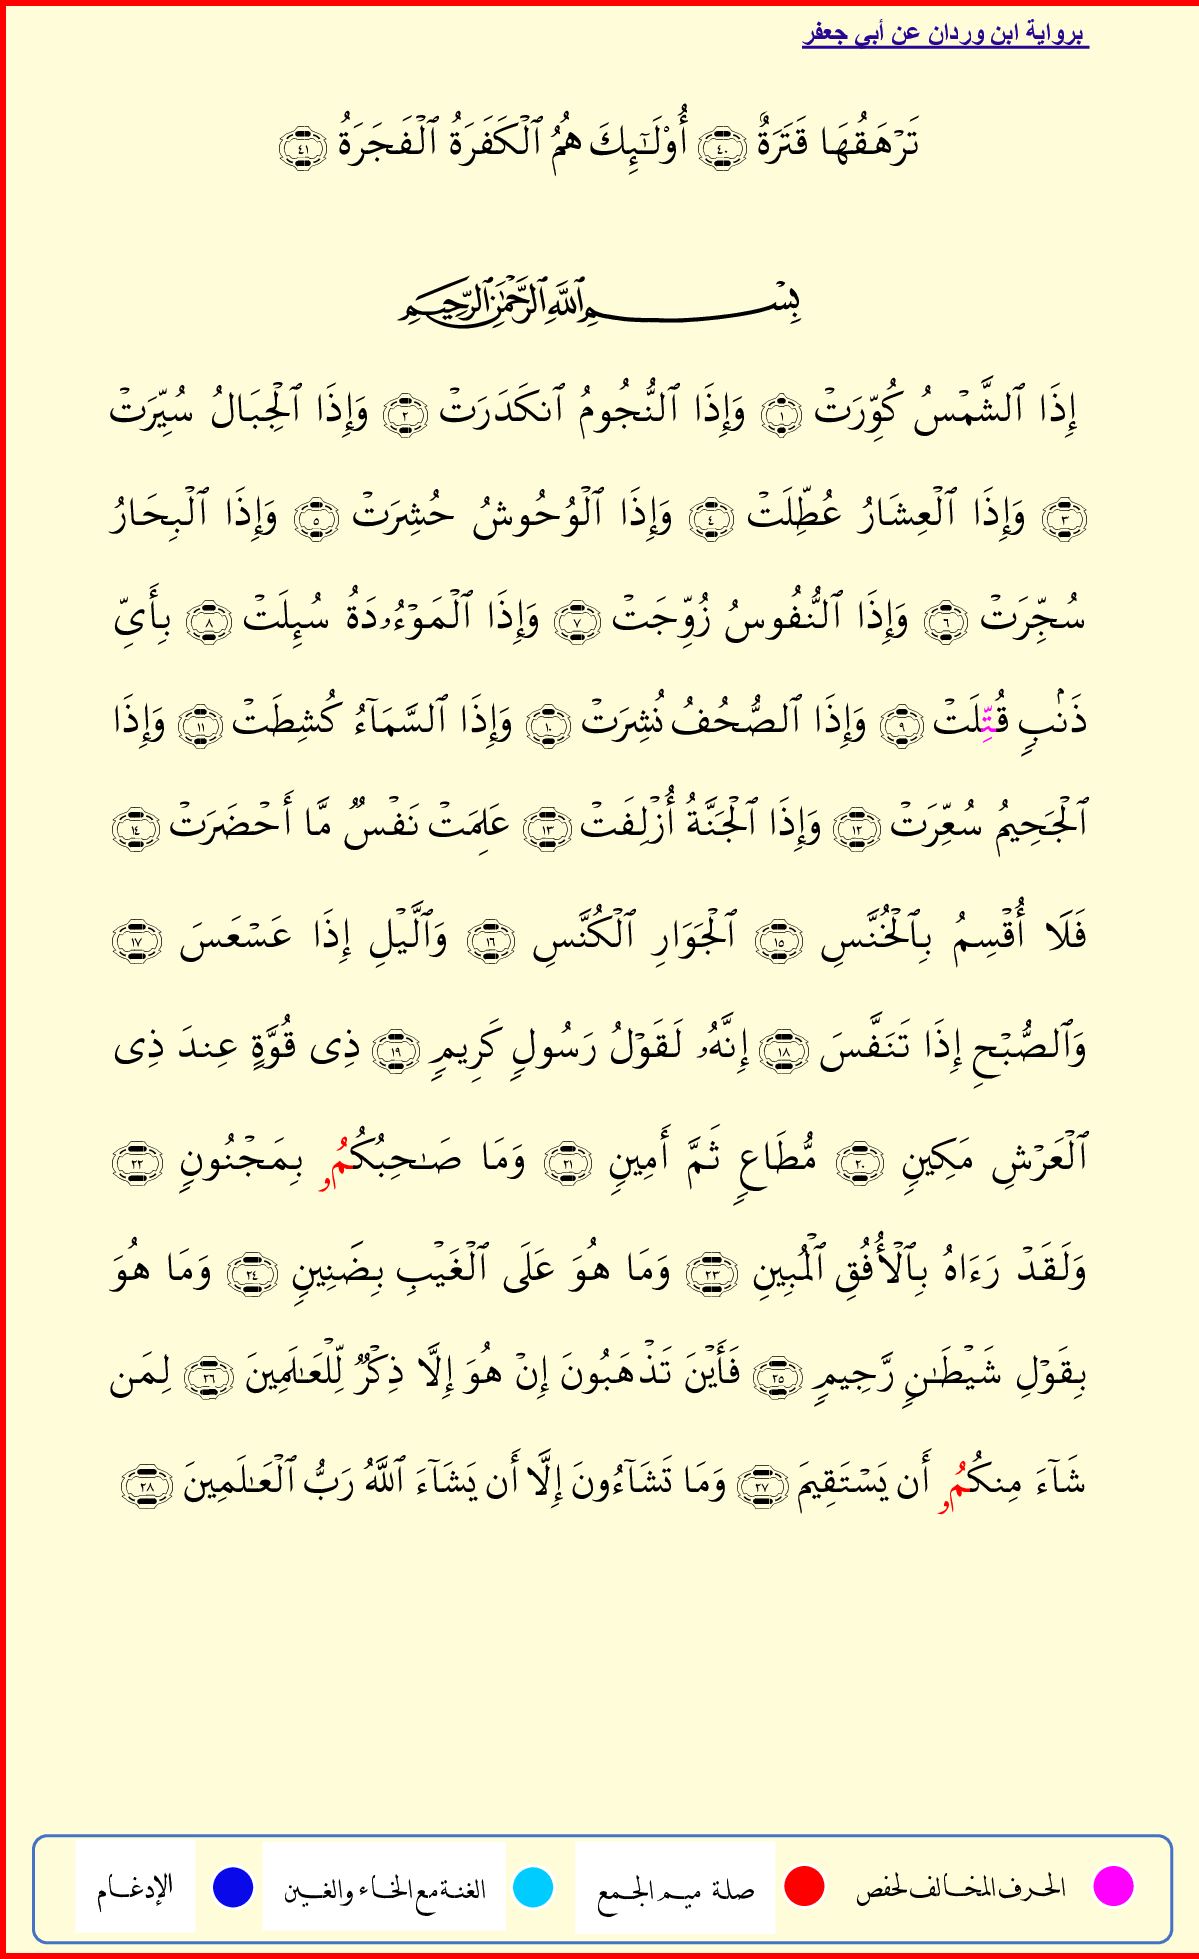 برواية ابن وردان عن أبي جعفر
تَرْهَقُهَا قَتَرَةٌ ٤٠ أُوْلَٰٓئِكَ هُمُ ٱلْكَفَرَةُ ٱلْفَجَرَةُ ٤١
بِسْمِ ٱللَّهِ ٱلرَّحْمَٰنِ ٱلرَّحِيمِ
إِذَا ٱلشَّمْسُ كُوِّرَتْ ١ وَإِذَا ٱلنُّجُومُ ٱنكَدَرَتْ ٢ وَإِذَا ٱلْجِبَالُ سُيِّرَتْ
٣ وَإِذَا ٱلْعِشَارُ عُطِّلَتْ ٤ وَإِذَا ٱلْوُحُوشُ حُشِرَتْ ٥ وَإِذَا ٱلْبِحَارُ
سُجِّرَتْ ٦ وَإِذَا ٱلنُّفُوسُ زُوِّجَتْ ٧ وَإِذَا ٱلْمَوْءُۥدَةُ سُئِلَتْ ٨ بِأَىِّ
ذَنۢبٍ قُتِّلَتْ ٩ وَإِذَا ٱلصُّحُفُ نُشِرَتْ ١٠ وَإِذَا ٱلسَّمَآءُ كُشِطَتْ ١١ وَإِذَا
ٱلْجَحِيمُ سُعِّرَتْ ١٢ وَإِذَا ٱلْجَنَّةُ أُزْلِفَتْ ١٣ عَلِمَتْ نَفْسٌ مَّا أَحْضَرَتْ ١٤
فَلَا أُقْسِمُ بِٱلْخُنَّسِ ١٥ ٱلْجَوَارِ ٱلْكُنَّسِ ١٦ وَٱلَّيْلِ إِذَا عَسْعَسَ ١٧
وَٱلصُّبْحِ إِذَا تَنَفَّسَ ١٨ إِنَّهُۥ لَقَوْلُ رَسُولٍ كَرِيمٍ ١٩ ذِى قُوَّةٍ عِندَ ذِى
ٱلْعَرْشِ مَكِينٍ ٢٠ مُّطَاعٍ ثَمَّ أَمِينٍ ٢١ وَمَا صَٰحِبُكُمُۥ بِمَجْنُونٍ ٢٢
وَلَقَدْ رَءَاهُ بِٱلْأُفُقِ ٱلْمُبِينِ ٢٣ وَمَا هُوَ عَلَى ٱلْغَيْبِ بِضَنِينٍ ٢٤ وَمَا هُوَ
بِقَوْلِ شَيْطَٰنٍ رَّجِيمٍ ٢٥ فَأَيْنَ تَذْهَبُونَ إِنْ هُوَ إِلَّا ذِكْرٌ لِّلْعَٰلَمِينَ ٢٦ لِمَن
شَآءَ مِنكُمُۥ أَن يَسْتَقِيمَ ٢٧ وَمَا تَشَآءُونَ إِلَّا أَن يَشَآءَ ٱللَّهُ رَبُّ ٱلْعَٰلَمِينَ ٢٨
الحرف المخالف لحفص صلة ميم الجمع الغنة مع الخاء والغين الإدغام